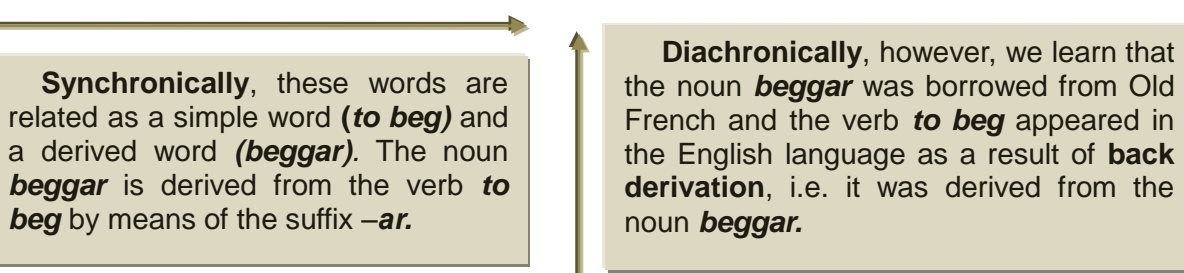 Synchronically, these words are
related as a simple word (to beg) and
a derived word (beggar). The noun
beggar is derived from the verb to
beg by means of the suffix –ar.
Diachronically, however, we learn that
the noun beggar was borrowed from Old
French and the verb to beg appeared in
the English language as a result of back
derivation, i.e. it was derived from the
noun beggar.